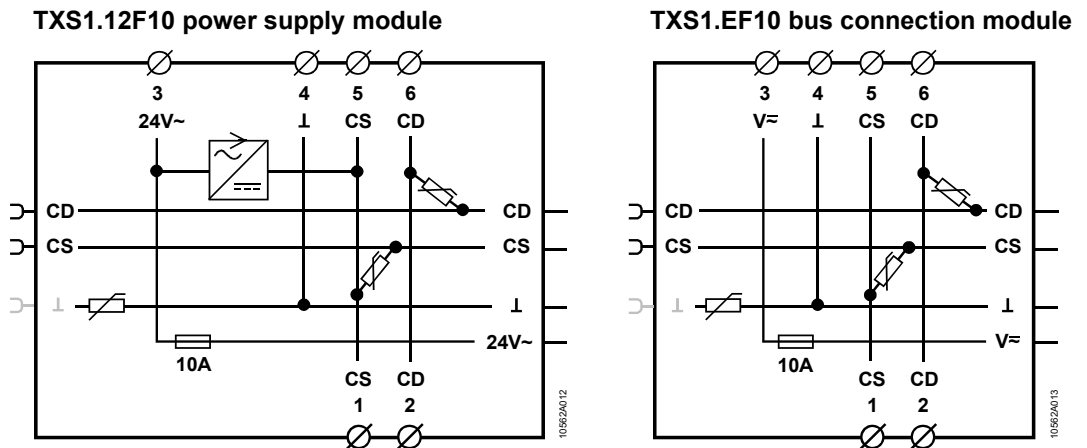 TXS1.12F10 power supply module
3 4 5 6
24V~ ⊥ CS CD
CD CD
CS CS
⊥ ⊥
10A 24V~
CS CD
1 2
10562A012
TXS1.EF10 bus connection module
3 4 5 6
V≂ ⊥ CS CD
CD CD
CS CS
⊥ ⊥
10A V≂
CS CD
1 2
10562A013